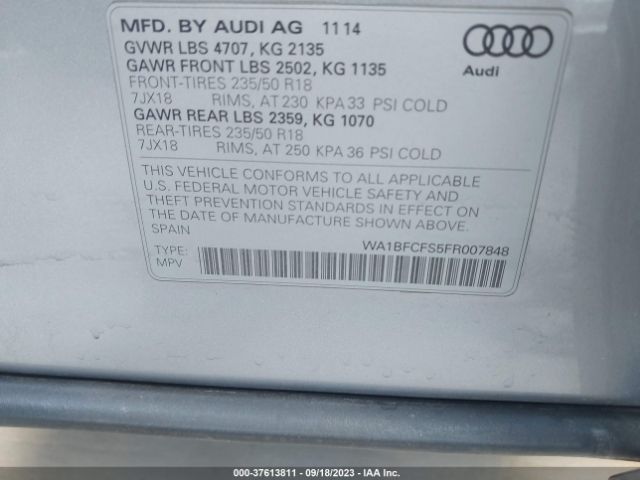 MFD. BY AUDI AG 11 14
GVWR LBS 4707, KG 2135
GAWR FRONT LBS 2502, KG 1135
FRONT-TIRES 235/50 R18
7JX18 RIMS, AT 230 KPA 33 PSI COLD
GAWR REAR LBS 2359, KG 1070
REAR-TIRES 235/50 R18
7JX18 RIMS, AT 250 KPA 36 PSI COLD
Audi
THIS VEHICLE CONFORMS TO ALL APPLICABLE
U.S. FEDERAL MOTOR VEHICLE SAFETY AND
THEFT PREVENTION STANDARDS IN EFFECT ON
THE DATE OF MANUFACTURE SHOWN ABOVE.
SPAIN
WA1BFCFS5FR007848
TYPE:
MPV
000-37613811 - 09/18/2023 - IAA Inc.